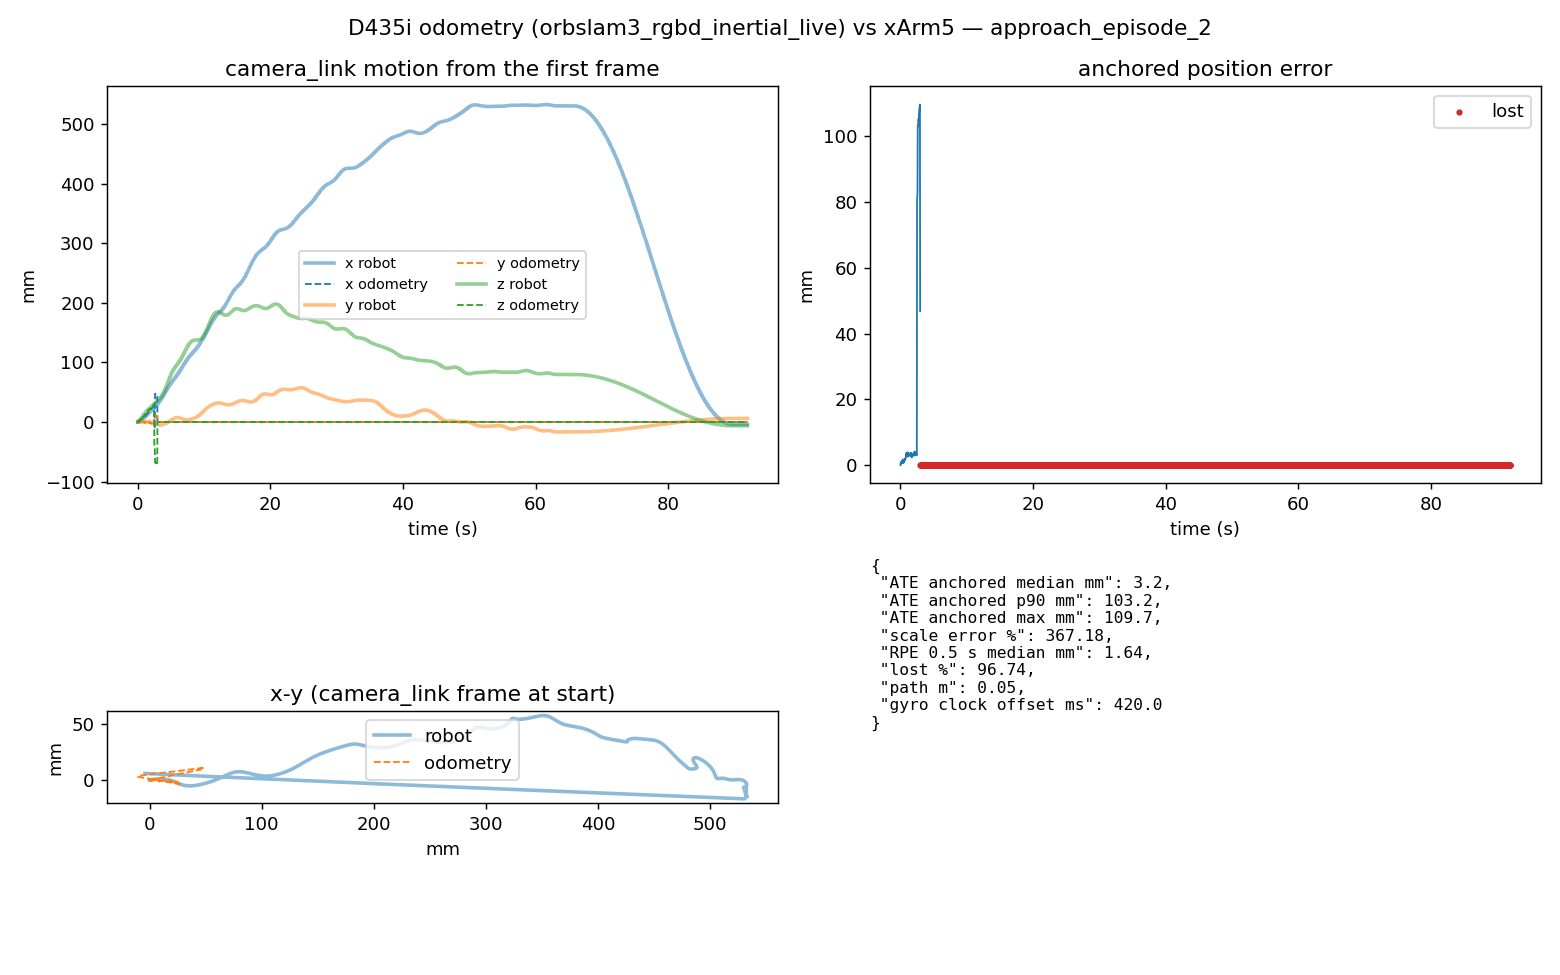 D435i odometry (orbslam3_rgbd_inertial_live) vs xArm5 — approach_episode_2
camera_link motion from the first frame
mm
500
400
300
200
100
0
−100
x robot
x odometry
y robot
y odometry
z robot
z odometry
0 20 40 60 80
time (s)
anchored position error
mm
100
80
60
40
20
0
lost
0 20 40 60 80
time (s)
{
"ATE anchored median mm": 3.2,
"ATE anchored p90 mm": 103.2,
"ATE anchored max mm": 109.7,
"scale error %": 367.18,
"RPE 0.5 s median mm": 1.64,
"lost %": 96.74,
"path m": 0.05,
"gyro clock offset ms": 420.0
}
x-y (camera_link frame at start)
mm
50
0
robot
odometry
0 100 200 300 400 500
mm